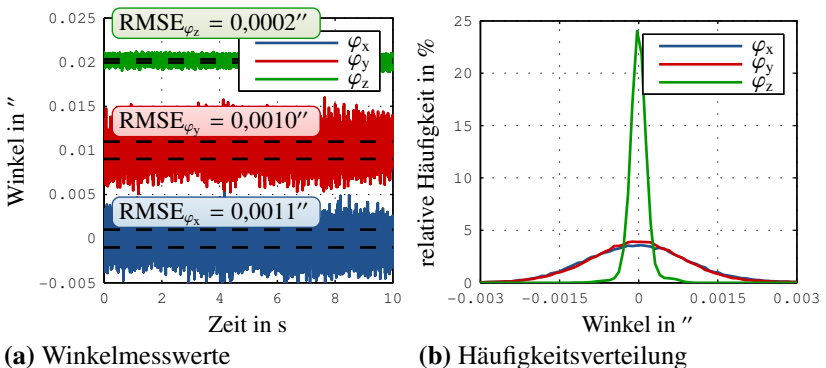 0.025
0.02
0.015
0.01
0.005
0
−0.005
Winkel in ″
RMSEφz = 0,0002″
RMSEφy = 0,0010″
RMSEφx = 0,0011″
φx
φy
φz
0 2 4 6 8 10
Zeit in s
(a) Winkelmesswerte
25
20
15
10
5
0
relative Häufigkeit in %
φx
φy
φz
−0.003 −0.0015 0 0.0015 0.003
Winkel in ″
(b) Häufigkeitsverteilung